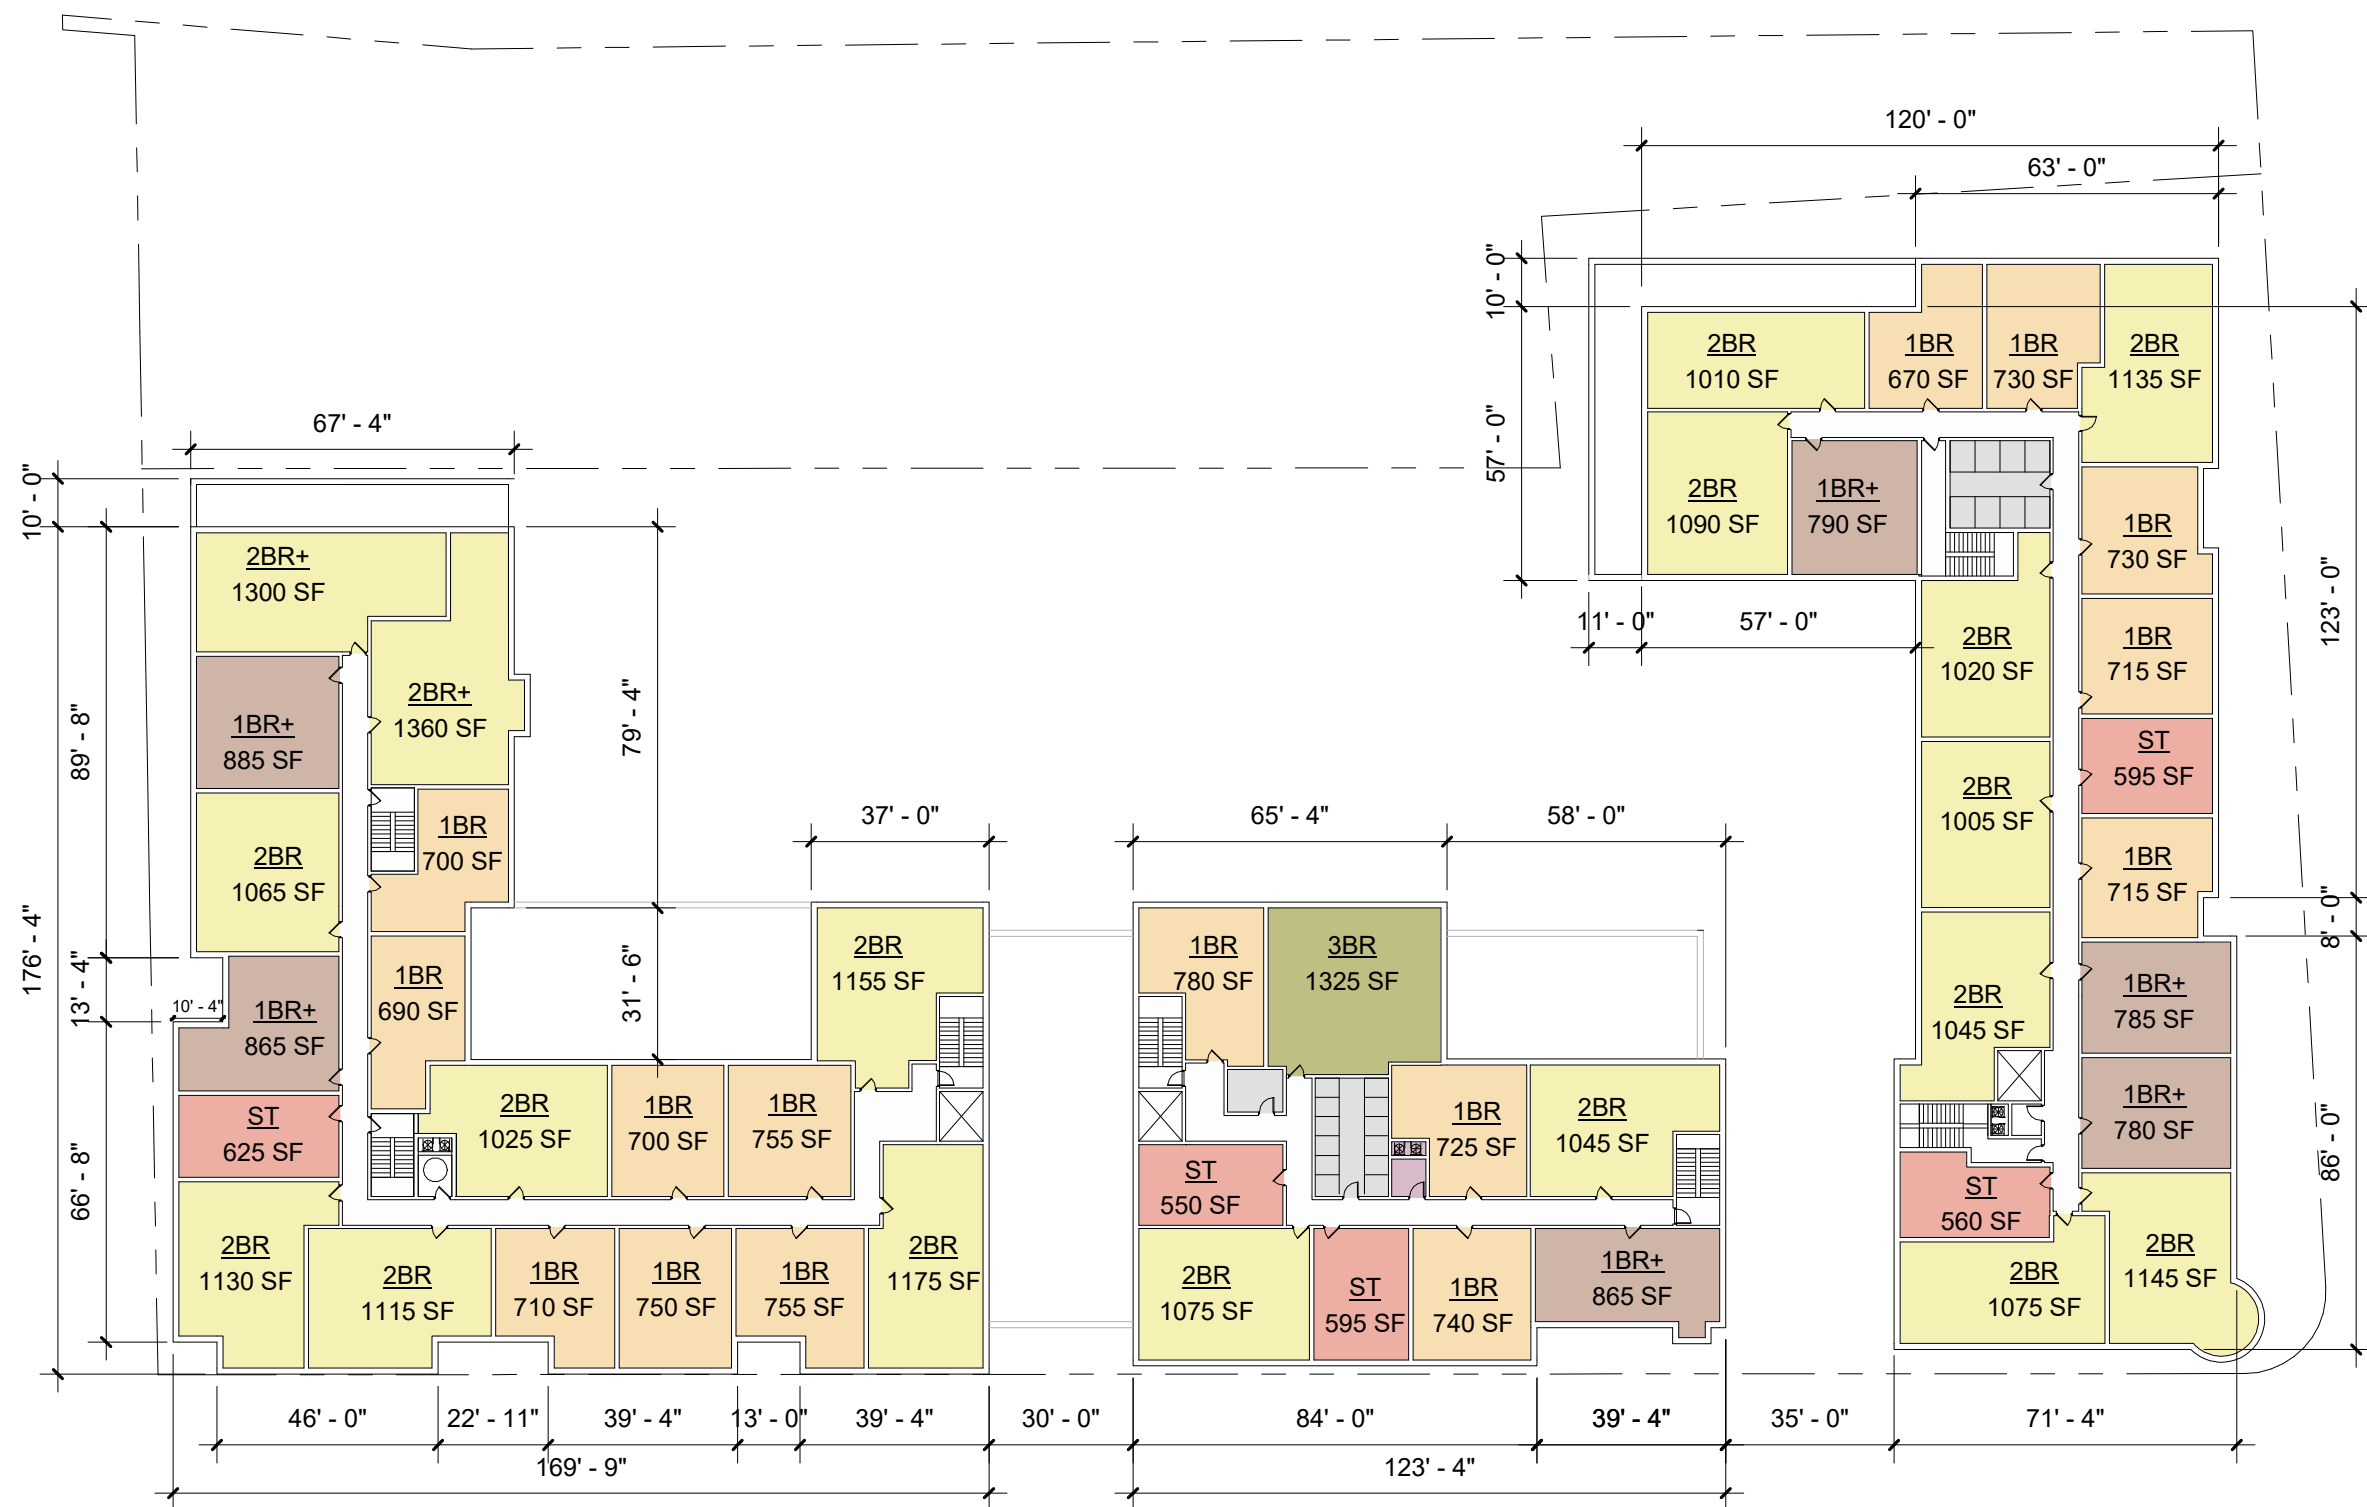 120' - 0"
63' - 0"
10' - 0"
57' - 0"
2BR
1010 SF
1BR
670 SF
1BR
730 SF
2BR
1135 SF
2BR
1090 SF
1BR+
790 SF
1BR
730 SF
123' - 0"
11' - 0"
57' - 0"
2BR
1020 SF
1BR
715 SF
ST
595 SF
2BR
1005 SF
1BR
715 SF
8' - 0"
2BR
1045 SF
1BR+
785 SF
1BR+
780 SF
86' - 0"
ST
560 SF
2BR
1075 SF
2BR
1145 SF
67' - 4"
10' - 0"
176' - 4"
89' - 8"
13' - 4"
10' - 4"
66' - 8"
2BR+
1300 SF
2BR+
1360 SF
79' - 4"
31' - 6"
1BR+
885 SF
1BR
700 SF
2BR
1065 SF
37' - 0"
2BR
1155 SF
1BR
690 SF
1BR+
865 SF
ST
625 SF
2BR
1025 SF
1BR
700 SF
1BR
755 SF
2BR
1130 SF
2BR
1115 SF
1BR
710 SF
1BR
750 SF
1BR
755 SF
2BR
1175 SF
65' - 4"
58' - 0"
1BR
780 SF
3BR
1325 SF
1BR
725 SF
2BR
1045 SF
ST
550 SF
2BR
1075 SF
ST
595 SF
1BR
740 SF
1BR+
865 SF
46' - 0"
22' - 11"
39' - 4"
13' - 0"
39' - 4"
30' - 0"
84' - 0"
39' - 4"
35' - 0"
71' - 4"
169' - 9"
123' - 4"